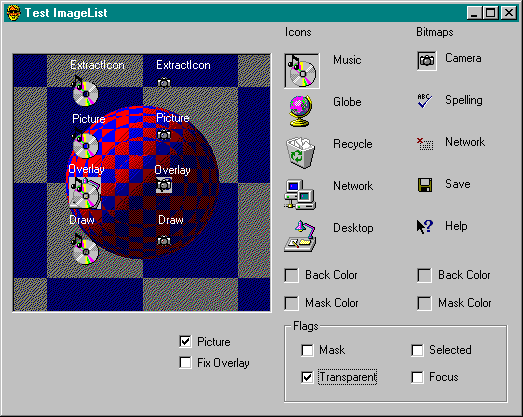 Test ImageList
Icons Bitmaps
ExtractIcon ExtractIcon
Picture Picture
Overlay Overlay
Draw Draw
Music Camera
Globe ABC Spelling
Recycle Network
Network Save
Desktop Help
Back Color Back Color
Mask Color Mask Color
Picture
Fix Overlay
Flags
Mask Selected
Transparent Focus